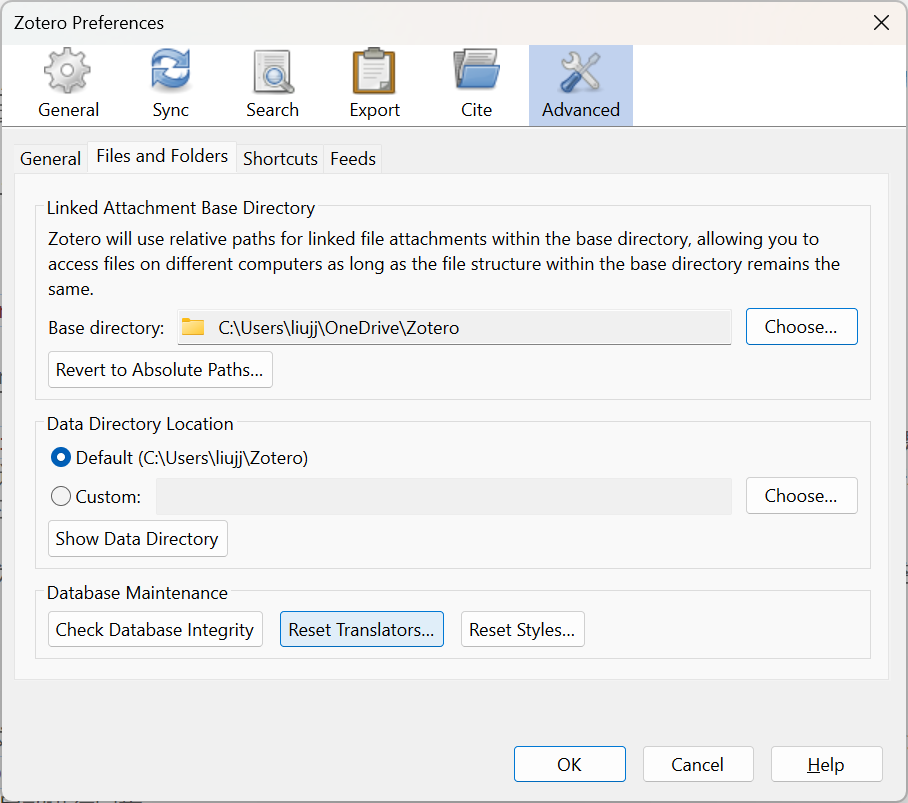 Zotero Preferences
General
Sync
Search
Export
Cite
Advanced
General
Files and Folders
Shortcuts
Feeds
Linked Attachment Base Directory
Zotero will use relative paths for linked file attachments within the base directory, allowing you to
access files on different computers as long as the file structure within the base directory remains the
same.
Base directory:
C:\Users\liujj\OneDrive\Zotero
Choose...
Revert to Absolute Paths...
Data Directory Location
Default (C:\Users\liujj\Zotero)
Custom:
Choose...
Show Data Directory
Database Maintenance
Check Database Integrity
Reset Translators...
Reset Styles...
OK
Cancel
Help